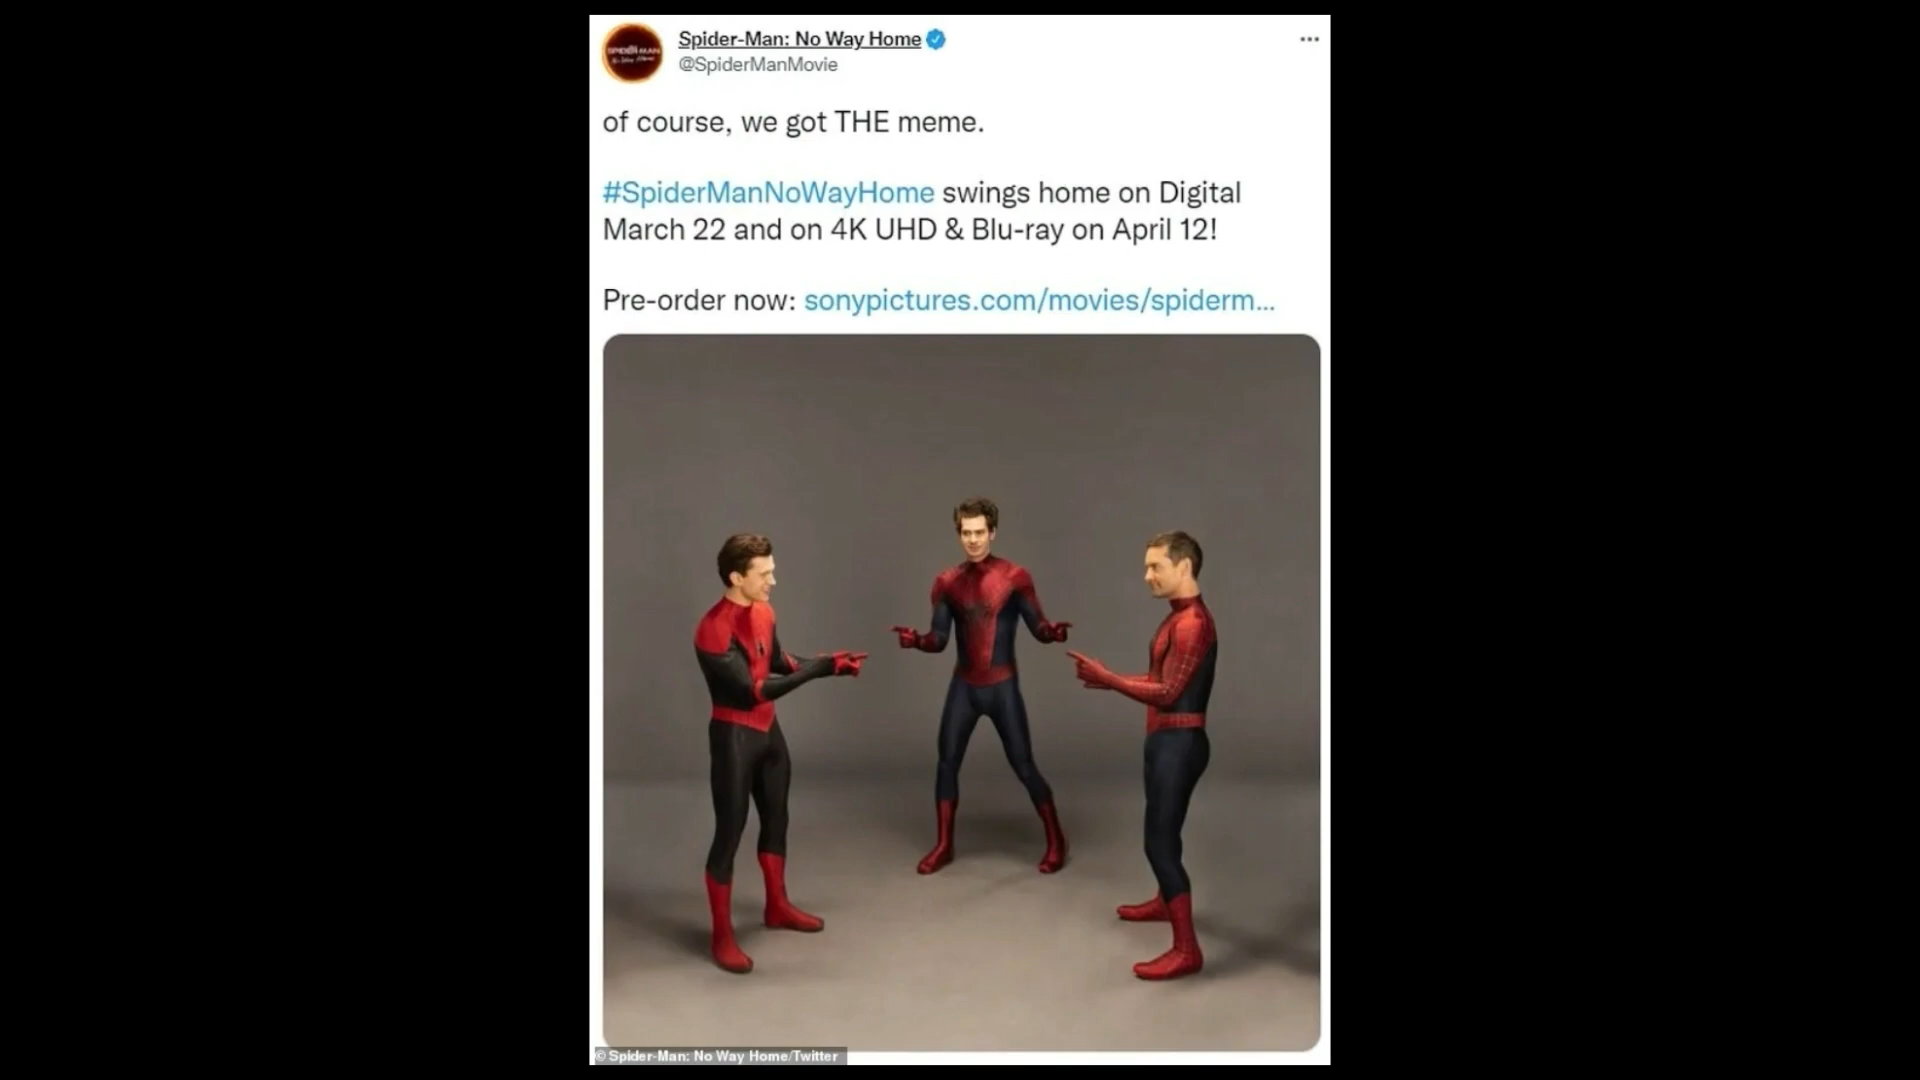 Spider-Man: No Way Home
@SpiderManMovie
of course, we got THE meme.
#SpiderManNoWayHome swings home on Digital
March 22 and on 4K UHD & Blu-ray on April 12!
Pre-order now: sonypictures.com/movies/spiderm...
© Spider-Man: No Way Home/Twitter